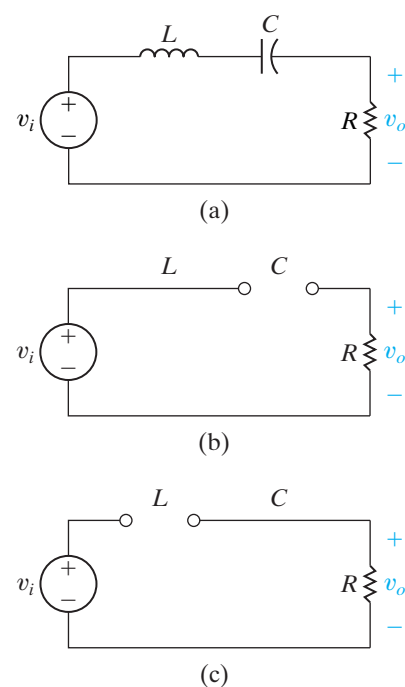 L C
+
+ v_i − R v_o
−
(a)
L C
+
+ v_i − R v_o
−
(b)
L C
+
+ v_i − R v_o
−
(c)